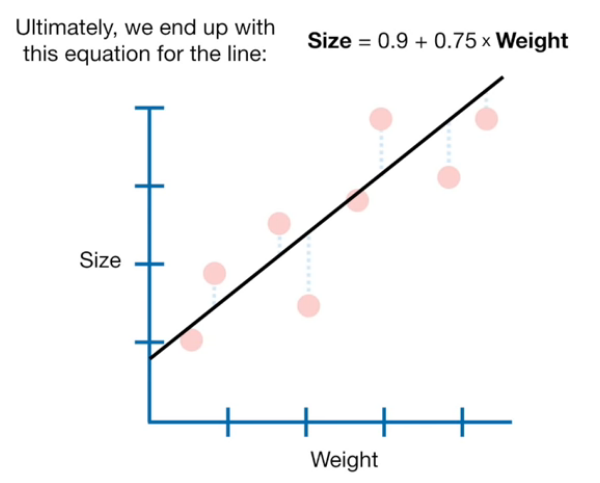 Ultimately, we end up with
this equation for the line:
Size = 0.9 + 0.75 x Weight
Size
Weight